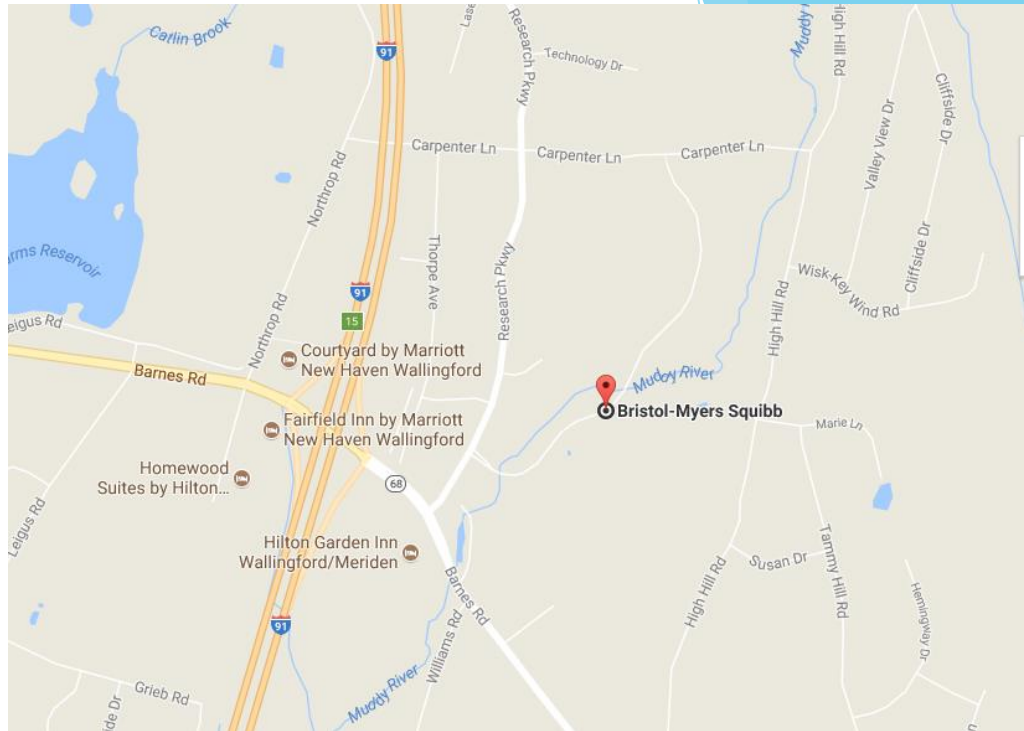 Carlin Brook
91
Research Pkwy
Technology Dr
Muddy
High Hill Rd
Cliffside Dr
Valley View Dr
Carpenter Ln
Carpenter Ln
Carpenter Ln
Northrop Rd
Thorpe Ave
Research Pkwy
arms Reservoir
Cliffside Dr
Wisk-Key Wind Rd
91
15
High Hill Rd
eigus Rd
Northrop Rd
Courtyard by Marriott
New Haven Wallingford
Barnes Rd
Muddy River
Bristol-Myers Squibb
Fairfield Inn by Marriott
New Haven Wallingford
Marie Ln
Homewood
Suites by Hilton...
68
Leigus Rd
Hilton Garden Inn
Wallingford/Meriden
Tammy Hill Rd
Susan Dr
High Hill Rd
Barnes Rd
Hemingway Dr
91
Williams Rd
Muddy River
Grieb Rd
ide Dr